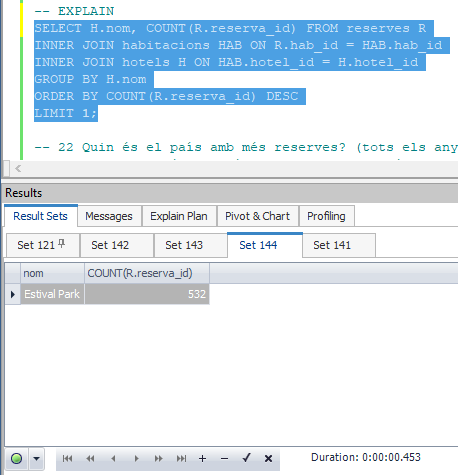 -- EXPLAIN
SELECT H.nom, COUNT(R.reserva_id) FROM reserves R
INNER JOIN habitacions HAB ON R.hab_id = HAB.hab_id
INNER JOIN hotels H ON HAB.hotel_id = H.hotel_id
GROUP BY H.nom
ORDER BY COUNT(R.reserva_id) DESC
LIMIT 1;
-- 22 Quin és el país amb més reserves? (tots els any
Results
Result Sets Messages Explain Plan Pivot & Chart Profiling
Set 121 Set 142 Set 143 Set 144 Set 141
nom COUNT(R.reserva_id)
Estival Park 532
Duration: 0:00:00.453